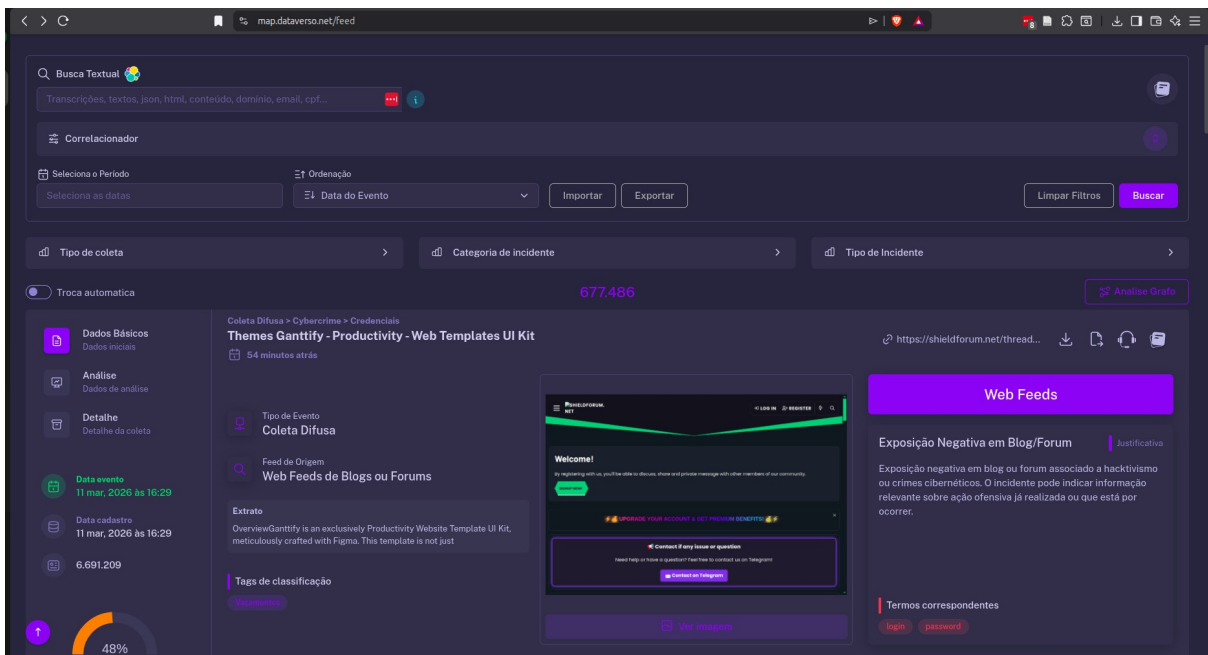 map.dataverso.net/feed
Busca Textual
Transcrições, textos, json, html, conteúdo, domínio, email, cpf...
Correlacionador
Seleciona o Período
Ordenação
Seleciona as datas
Data do Evento
Importar
Exportar
Limpar Filtros
Buscar
Tipo de coleta
Categoria de incidente
Tipo de Incidente
Troca automatica
677.486
Analise Grafo
Dados Básicos
Dados iniciais
Análise
Dados de análise
Detalhe
Detalhe da coleta
Data evento
11 mar, 2026 às 16:29
Data cadastro
11 mar, 2026 às 16:29
6.691.209
48%
Coleta Difusa > Cybercrime > Credenciais
Themes Ganttify - Productivity - Web Templates UI Kit
54 minutos atrás
https://shieldforum.net/thread...
Tipo de Evento
Coleta Difusa
Feed de Origem
Web Feeds de Blogs ou Forums
Extrato
OverviewGanttify is an exclusively Productivity Website Template UI Kit,
meticulously crafted with Figma. This template is not just
Tags de classificação
Vazamentos
SHIELDFORUM.
NET
LOG IN
REGISTER
Welcome!
By registering with us, you'll be able to discuss, share and private message with other members of our community.
UPGRADE YOUR ACCOUNT & GET PREMIUM BENEFITS!
Contact if any issue or question
Need help or have a question? Feel free to contact us on Telegram!
Contact on Telegram
Ver imagem
Web Feeds
Exposição Negativa em Blog/Forum
Justificativa
Exposição negativa em blog ou forum associado a hacktivismo
ou crimes cibernéticos. O incidente pode indicar informação
relevante sobre ação ofensiva já realizada ou que está por
ocorrer.
Termos correspondentes
login
password